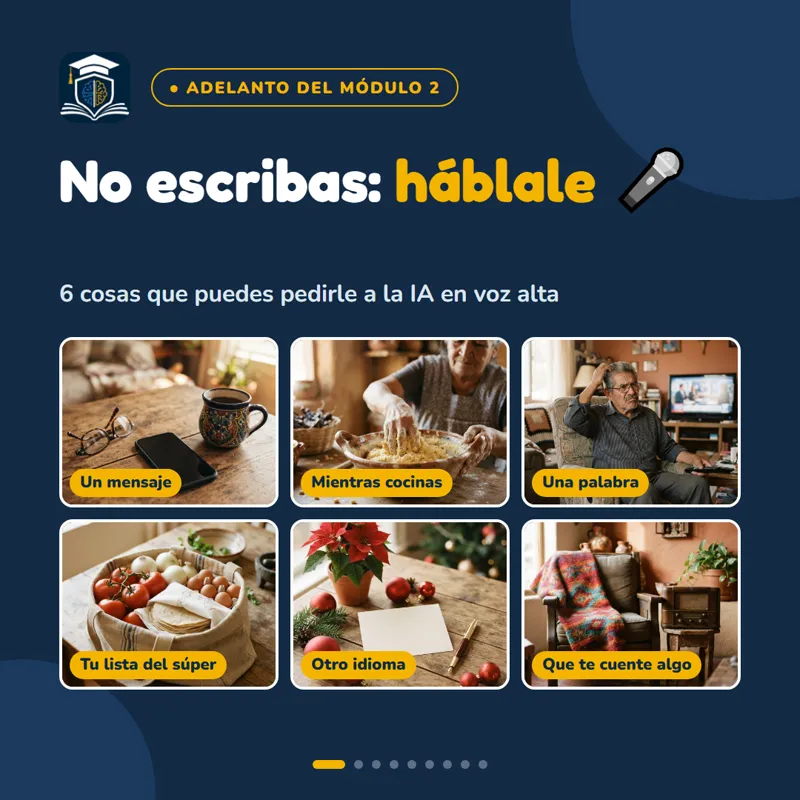 • ADELANTO DEL MÓDULO 2
No escribas: háblale
6 cosas que puedes pedirle a la IA en voz alta
Un mensaje
Mientras cocinas
Una palabra
Tu lista del súper
Otro idioma
Que te cuente algo